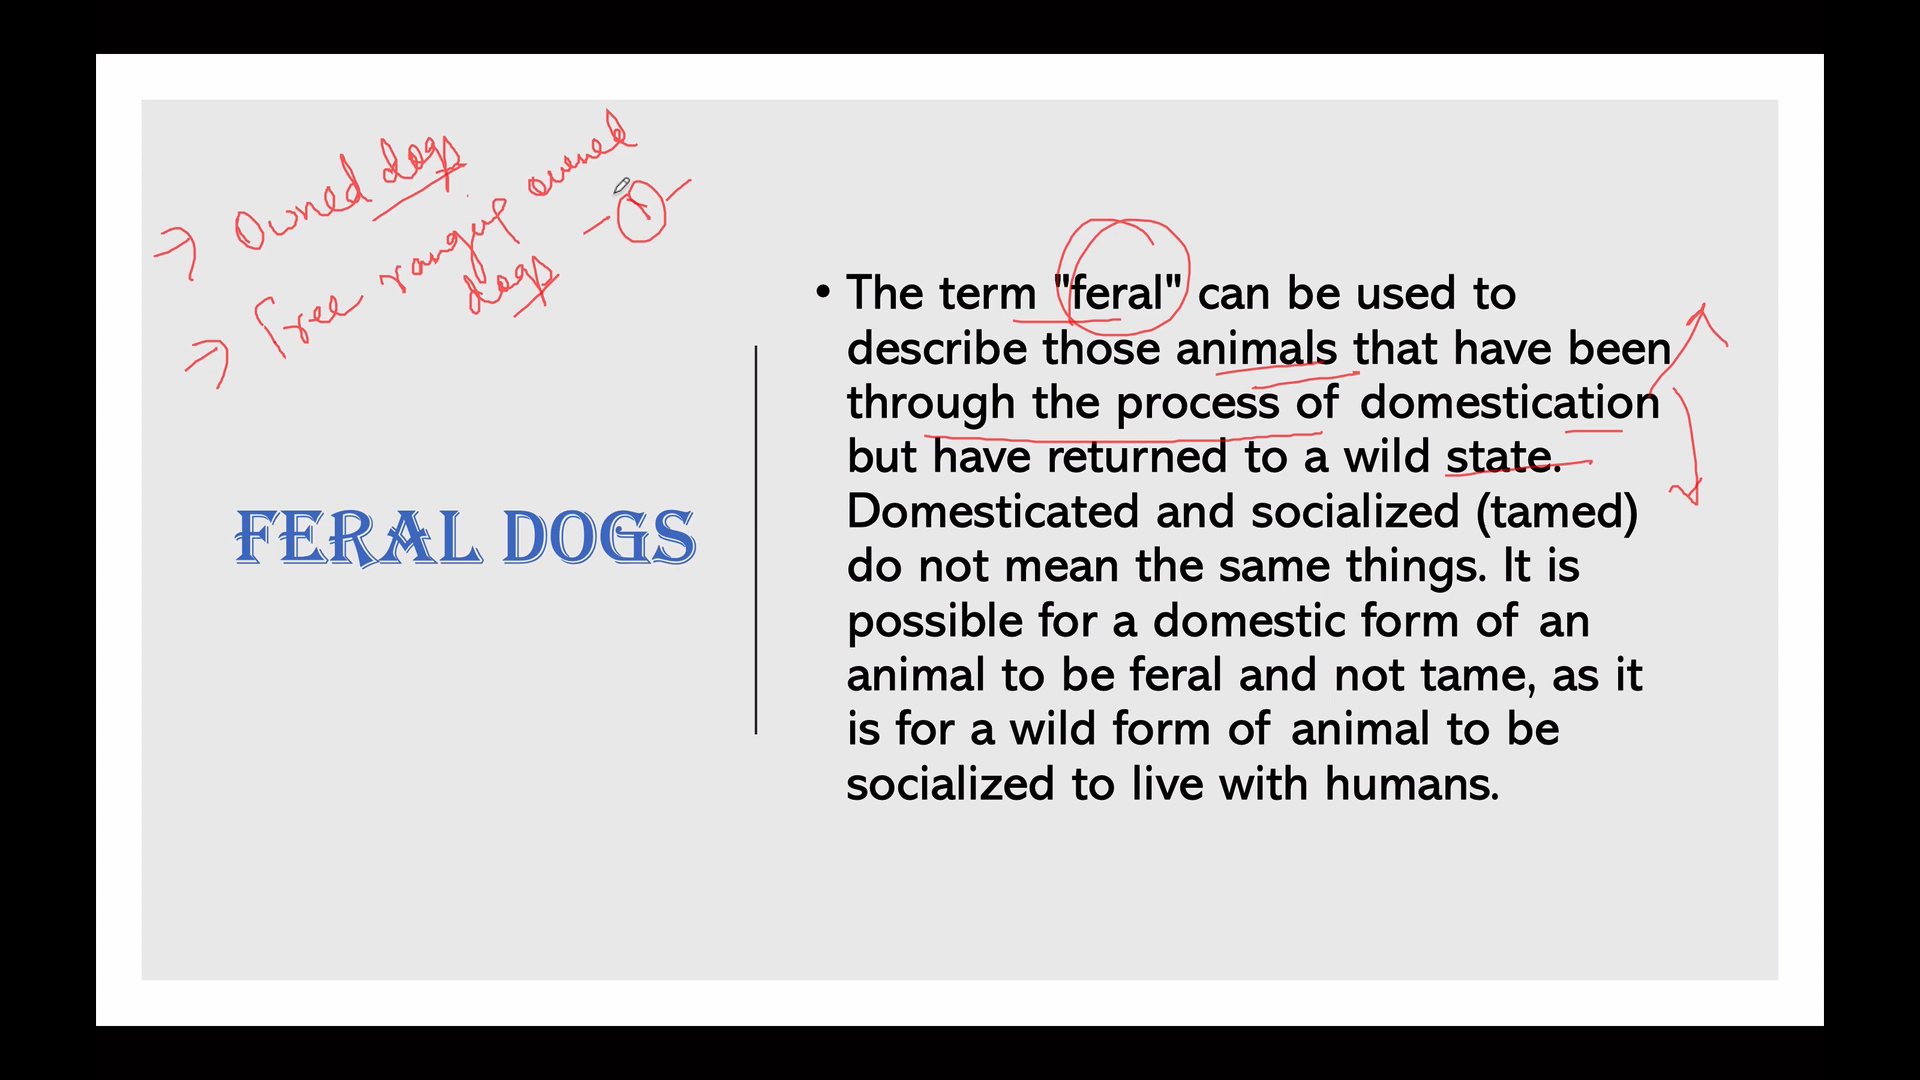 → Owned dogs
→ Free ranging owned
dogs
FERAL DOGS
• The term "feral" can be used to
describe those animals that have been
through the process of domestication
but have returned to a wild state.
Domesticated and socialized (tamed)
do not mean the same things. It is
possible for a domestic form of an
animal to be feral and not tame, as it
is for a wild form of animal to be
socialized to live with humans.